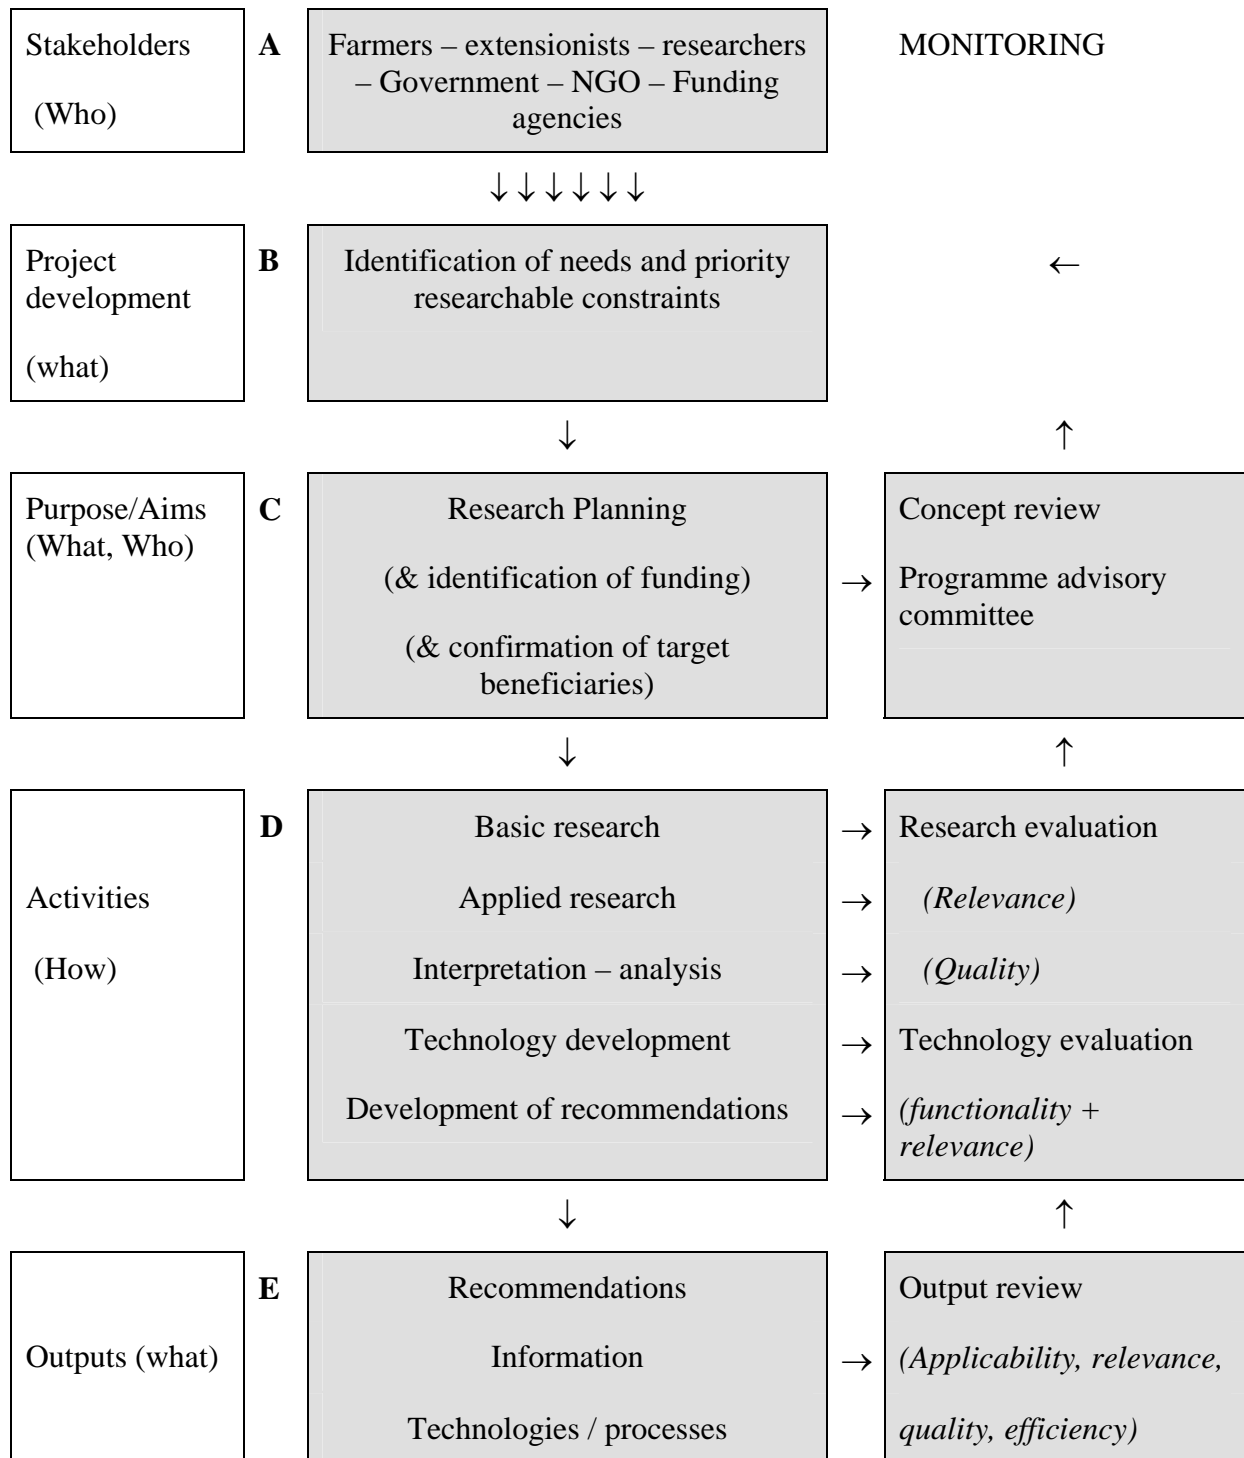 Stakeholders
(Who)
A
Farmers – extensionists – researchers
– Government – NGO – Funding
agencies
MONITORING
↓ ↓ ↓ ↓ ↓ ↓
Project
development
(what)
B
Identification of needs and priority
researchable constraints
←
↓
↑
Purpose/Aims
(What, Who)
C
Research Planning
(& identification of funding)
(& confirmation of target
beneficiaries)
→
Concept review
Programme advisory
committee
↓
↑
Activities
(How)
D
Basic research
→
Research evaluation
Applied research
→
(Relevance)
Interpretation – analysis
→
(Quality)
Technology development
→
Technology evaluation
Development of recommendations
→
(functionality +
relevance)
↓
↑
Outputs (what)
E
Recommendations
Information
Technologies / processes
→
Output review
(Applicability, relevance,
quality, efficiency)